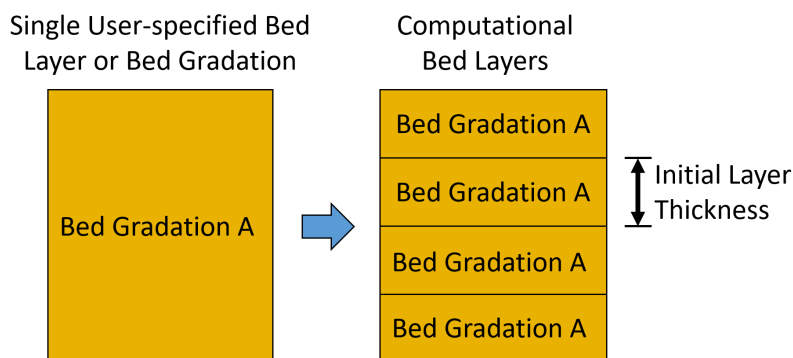 Single User-specified Bed
Layer or Bed Gradation
Computational
Bed Layers
Bed Gradation A
Bed Gradation A
Bed Gradation A
Bed Gradation A
Bed Gradation A
Initial Layer
Thickness